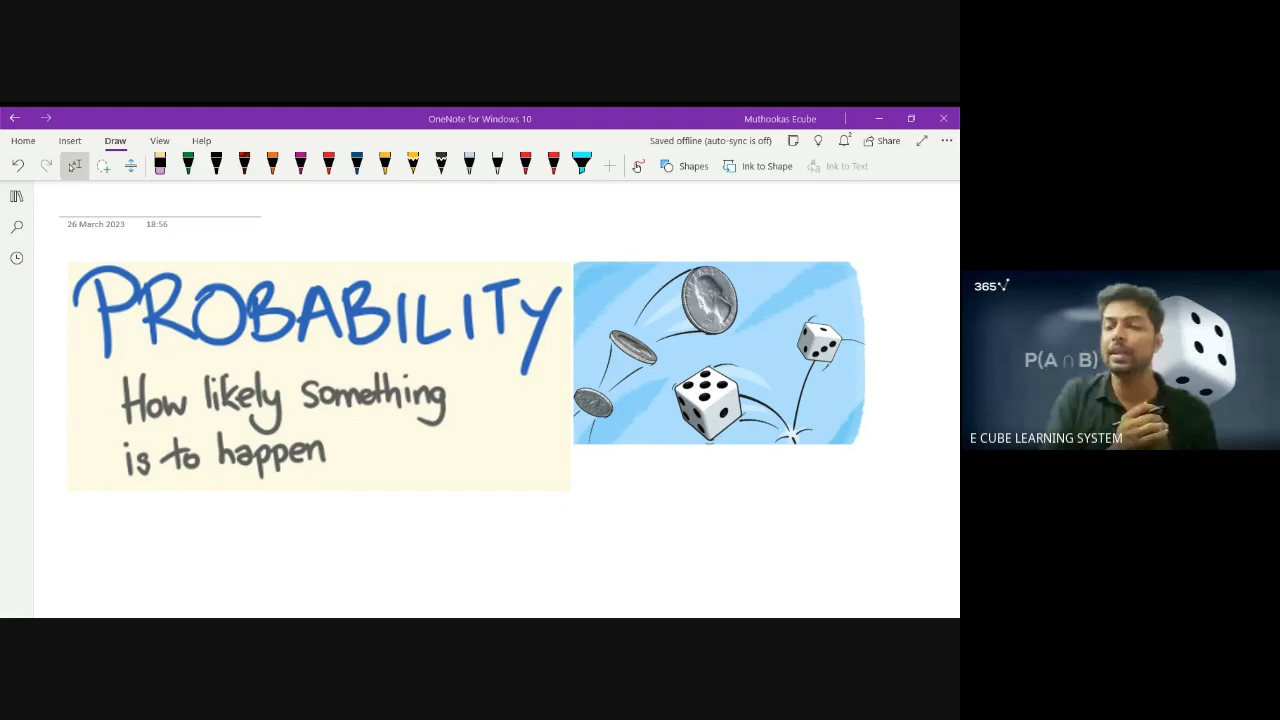 OneNote for Windows 10
Muthookas Ecube
Home Insert Draw View Help
Saved offline (auto-sync is off)
2
Share
Shapes
Ink to Shape
Ink to Text
26 March 2023 18:56
PROBABILITY
How likely something
is to happen
365
P(A ∩ B)
E CUBE LEARNING SYSTEM